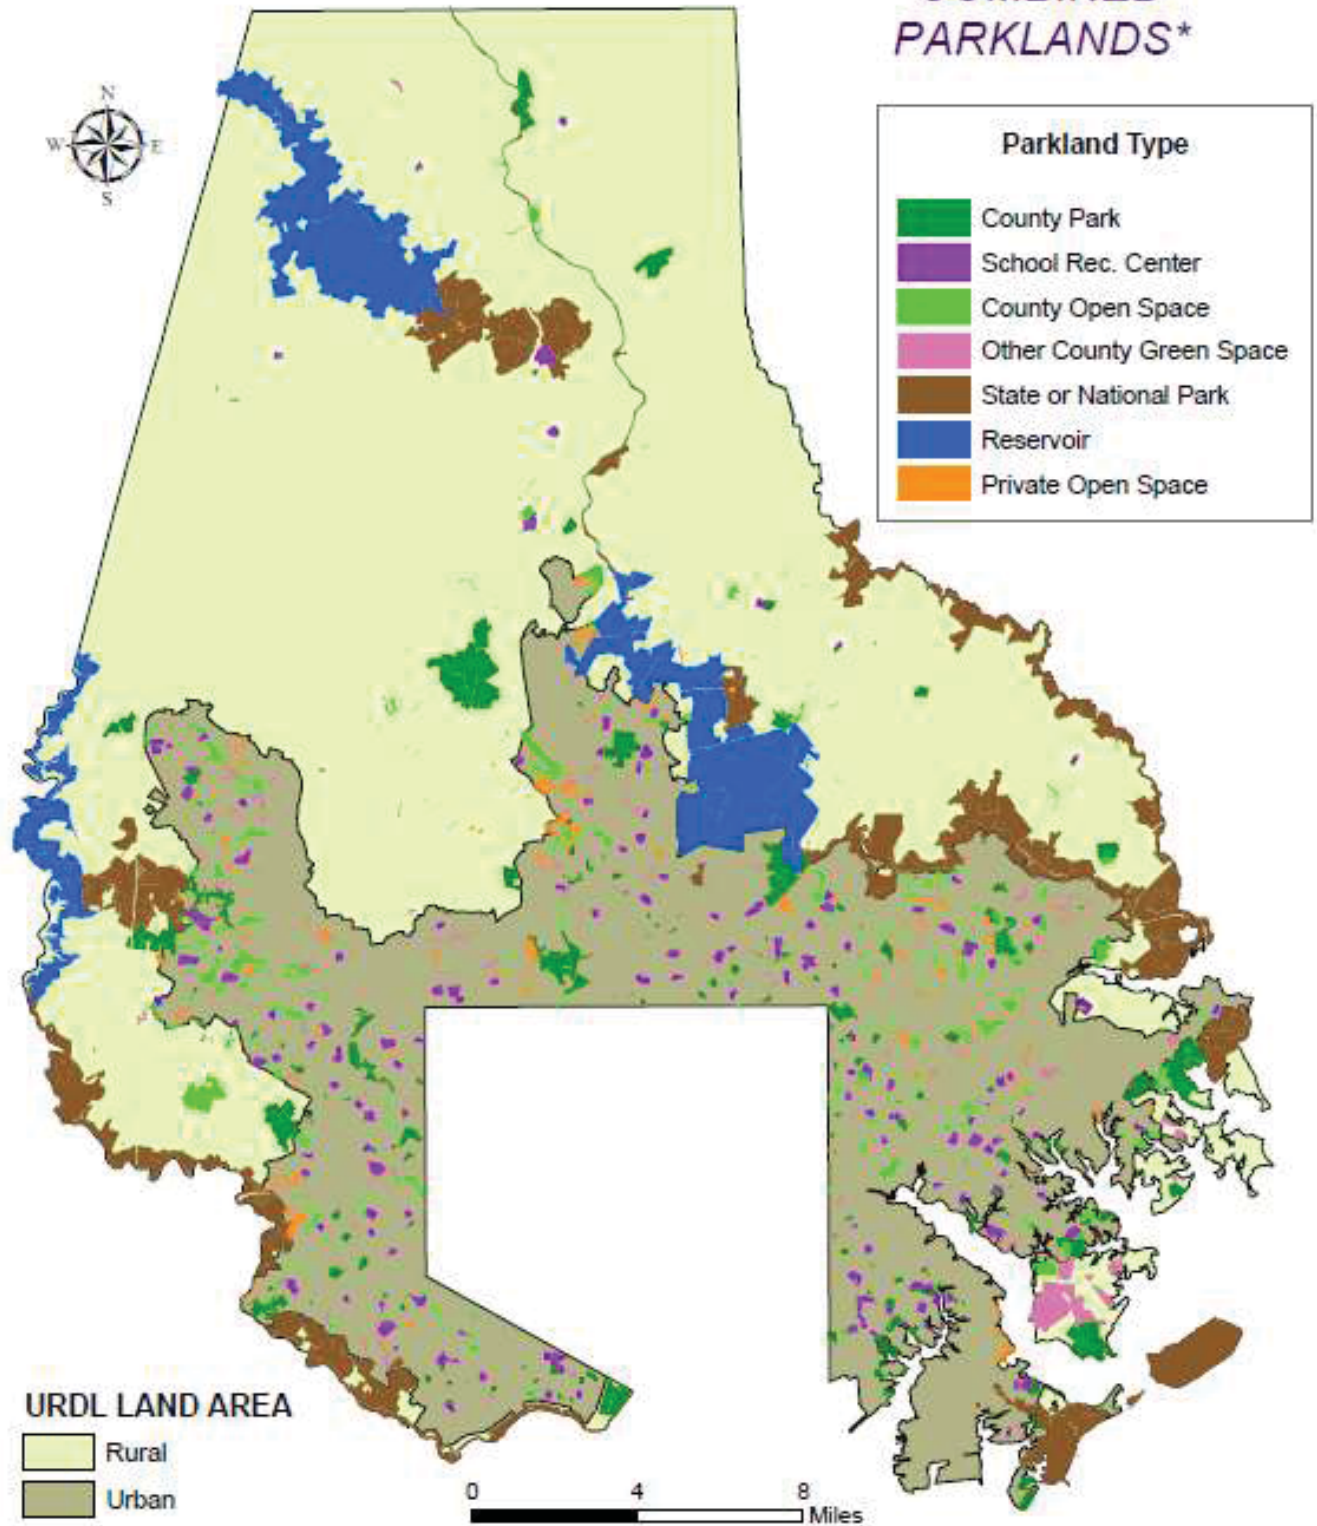 PARKLANDS*
N
W E
S
Parkland Type
County Park
School Rec. Center
County Open Space
Other County Green Space
State or National Park
Reservoir
Private Open Space
URDL LAND AREA
Rural
Urban
0 4 8
Miles